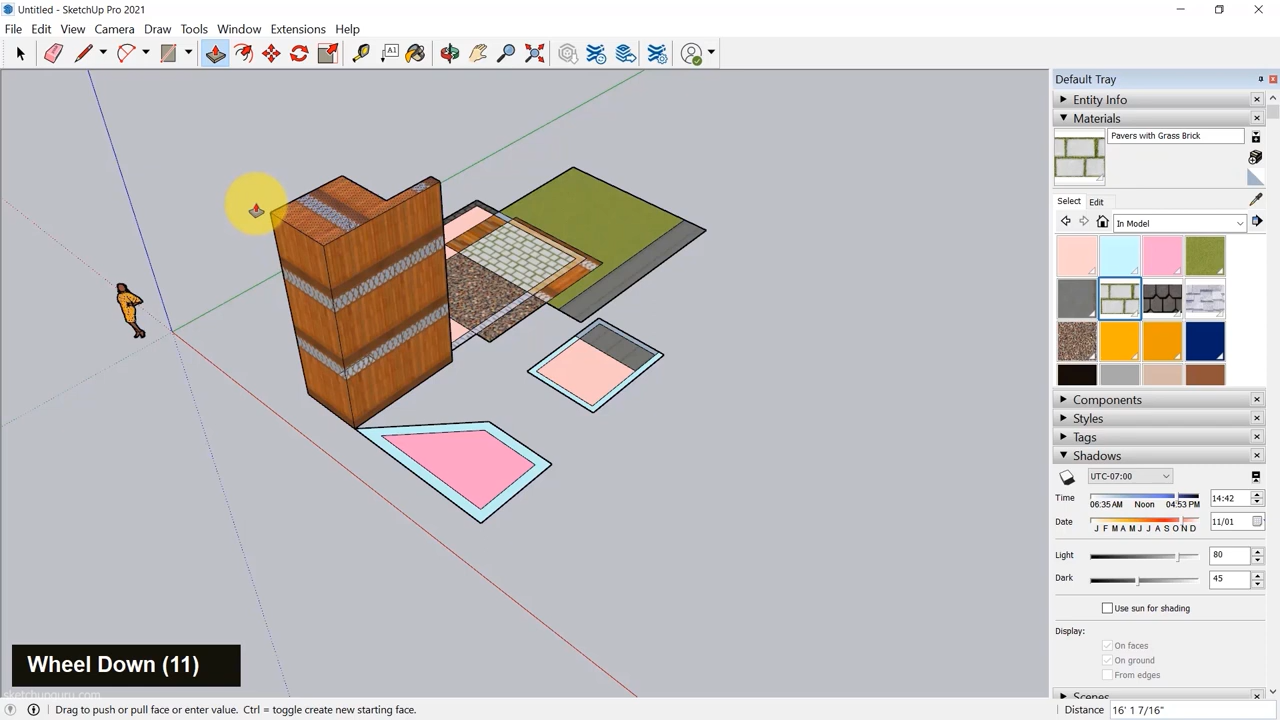 Untitled - SketchUp Pro 2021
File Edit View Camera Draw Tools Window Extensions Help
Default Tray
Entity Info
Materials
Pavers with Grass Brick
Select Edit
In Model
Components
Styles
Tags
Shadows
UTC-07:00
Time 14:42
06:35 AM Noon 04:53 PM
Date 11/01
J F M A M J J A S O N D
Light 80
Dark 45
Use sun for shading
Display:
On faces
On ground
From edges
Scenes
Wheel Down (11)
sketchupguru.com
Drag to push or pull face or enter value. Ctrl = toggle create new starting face.
Distance 16' 1 7/16"